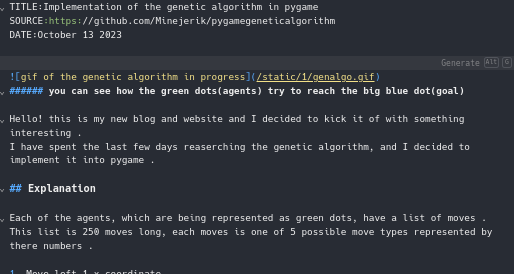 TITLE:Implementation of the genetic algorithm in pygame
SOURCE:https://github.com/Minejerik/pygamegeneticalgorithm
DATE:October 13 2023
Generate Alt G
![gif of the genetic algorithm in progress](/static/1/genalgo.gif)
###### you can see how the green dots(agents) try to reach the big blue dot(goal)
Hello! this is my new blog and website and I decided to kick it of with something
interesting .
I have spent the last few days reaserching the genetic algorithm, and I decided to
implement it into pygame .
## Explanation
Each of the agents, which are being represented as green dots, have a list of moves .
This list is 250 moves long, each moves is one of 5 possible move types represented by
there numbers .
1. Move left 1 x coordinate